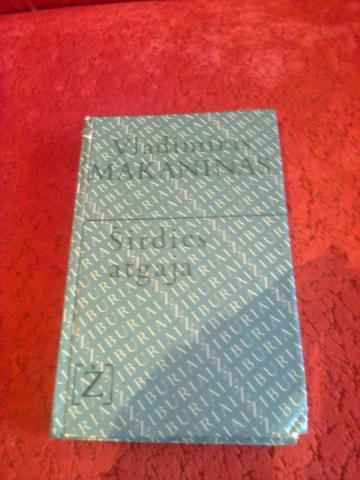 Vladimiras
MAKANINAS
Širdies
atgaja
[Ž]